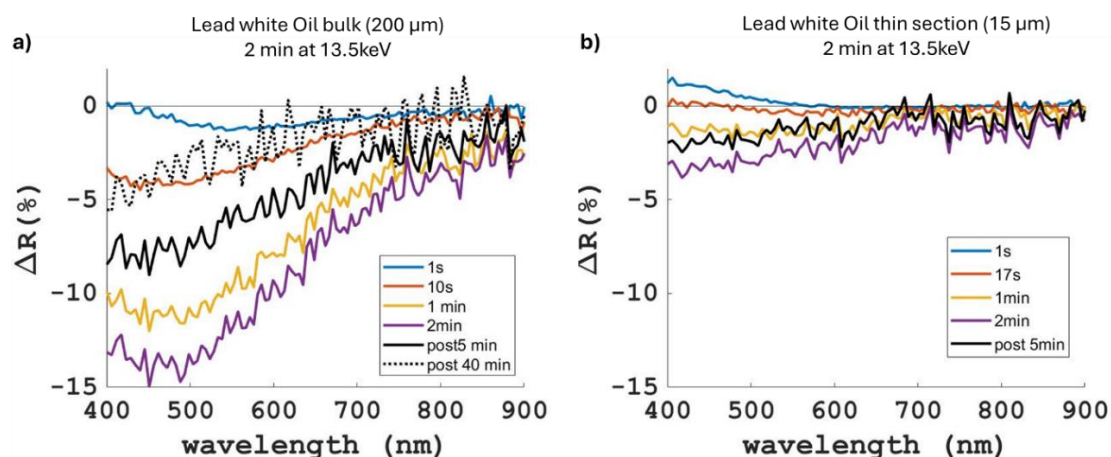 Lead white Oil bulk (200 µm)
a)
2 min at 13.5keV
0
-5
-10
-15
ΔR(%)
1s
10s
1 min
2min
post5 min
post 40 min
400 500 600 700 800 900
wavelength (nm)
Lead white Oil thin section (15 µm)
b)
2 min at 13.5keV
0
-5
-10
-15
ΔR(%)
1s
17s
1min
2min
post 5min
400 500 600 700 800 900
wavelength (nm)